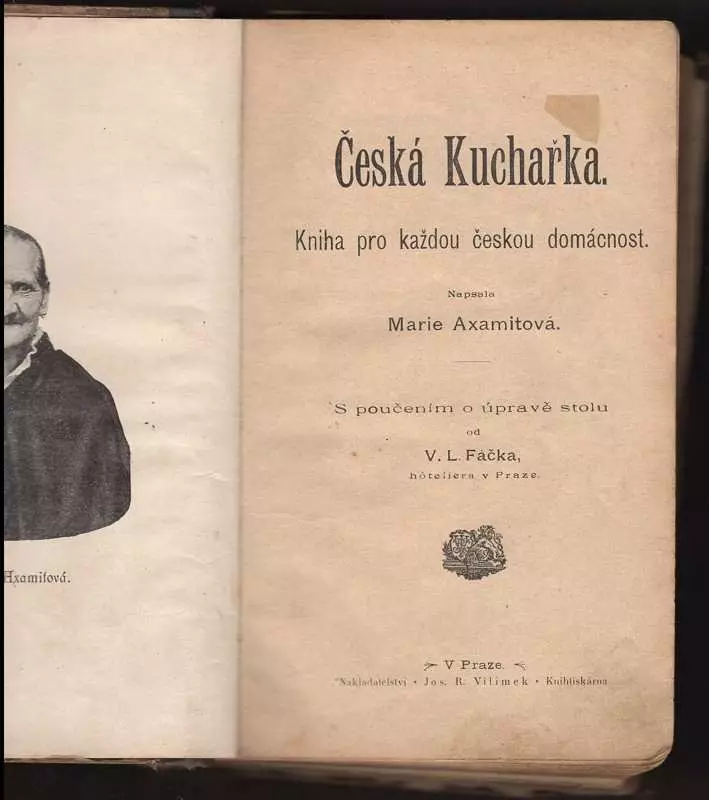 Axamitová.
Česká Kuchařka.
Kniha pro každou českou domácnost.
Napsala
Marie Axamitová.
S poučením o úpravě stolu
od
V. L. Fáčka,
hôteliera v Praze.
V Praze.
Nakladatelství • Jos. R. Vilímek • Knihtiskárna